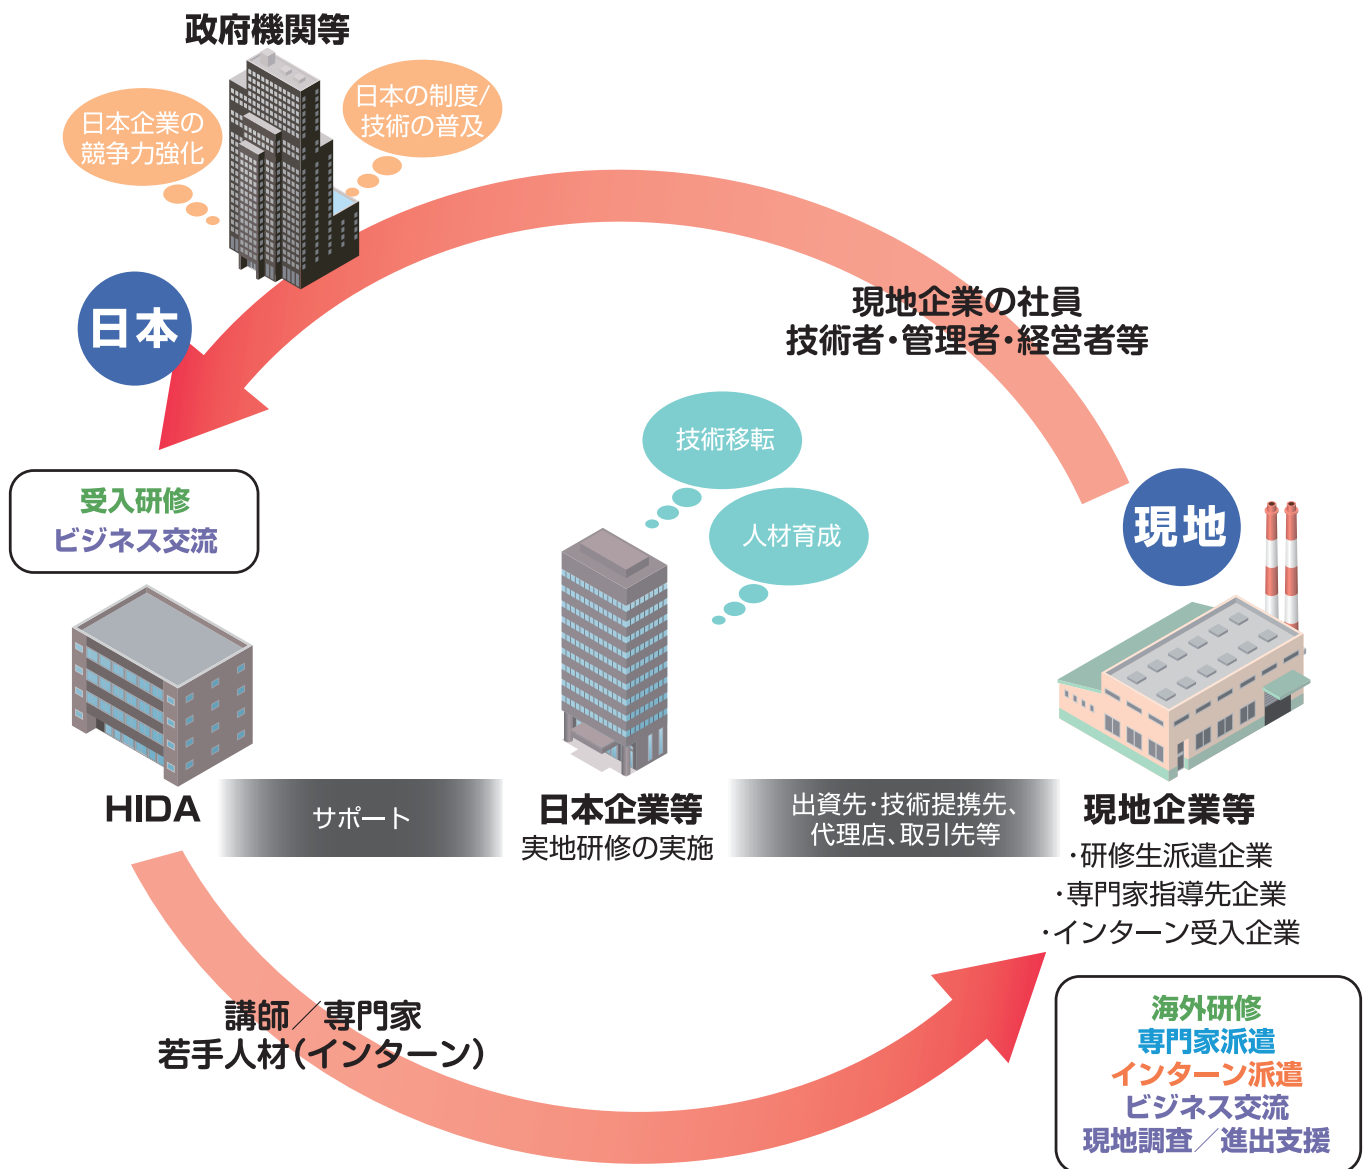 政府機関等
日本企業の
競争力強化
日本の制度/
技術の普及
日本
現地企業の社員
技術者・管理者・経営者等
技術移転
人材育成
受入研修
ビジネス交流
現地
HIDA
サポート
日本企業等
実地研修の実施
出資先・技術提携先、
代理店、取引先等
現地企業等
・研修生派遣企業
・専門家指導先企業
・インターン受入企業
講師／専門家
若手人材(インターン)
海外研修
専門家派遣
インターン派遣
ビジネス交流
現地調査／進出支援